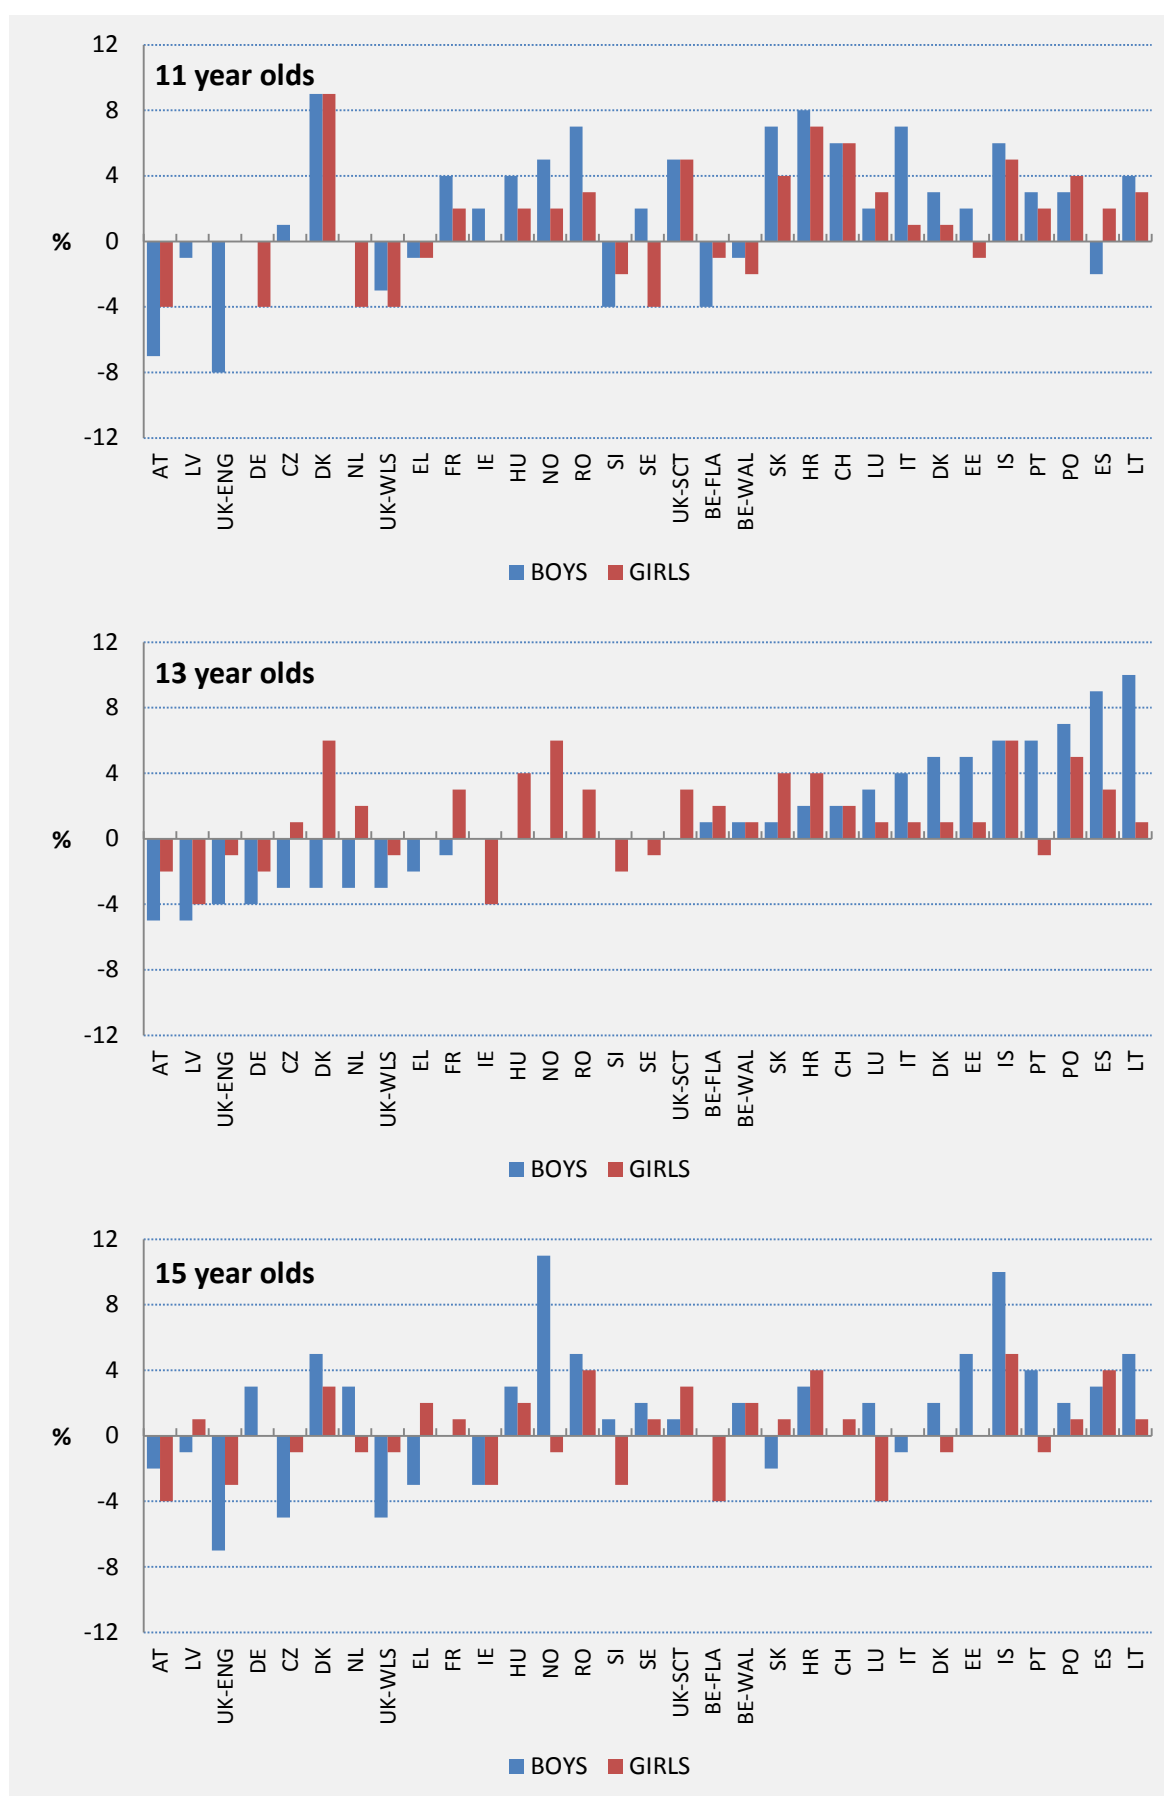 12
11 year olds
8
4
% 0
-4
-8
-12
AT LV UK-ENG DE CZ DK NL UK-WLS EL FR IE HU NO RO SI SE UK-SCT BE-FLA BE-WAL SK HR CH LU IT DK EE IS PT PO ES LT
BOYS GIRLS
12
13 year olds
8
4
% 0
-4
-8
-12
AT LV UK-ENG DE CZ DK NL UK-WLS EL FR IE HU NO RO SI SE UK-SCT BE-FLA BE-WAL SK HR CH LU IT DK EE IS PT PO ES LT
BOYS GIRLS
12
15 year olds
8
4
% 0
-4
-8
-12
AT LV UK-ENG DE CZ DK NL UK-WLS EL FR IE HU NO RO SI SE UK-SCT BE-FLA BE-WAL SK HR CH LU IT DK EE IS PT PO ES LT
BOYS GIRLS